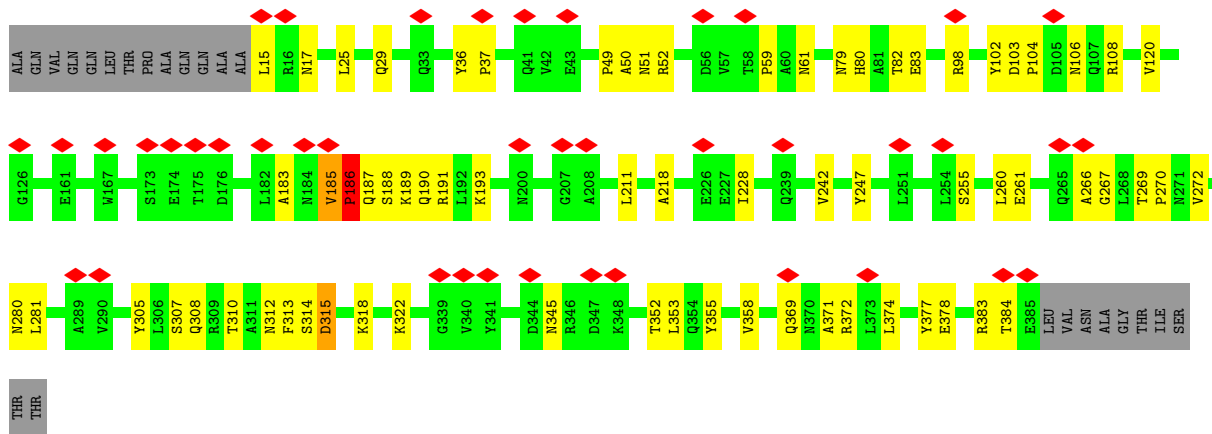 ALA GLN VAL GLN GLN LEU THR PRO ALA GLN GLN ALA ALA L15 R16 N17 L25 Q29 Q33 Y36 P37 Q41 V42 E43 P49 A50 N51 R52 D56 V57 T58 P59 A60 N61 N79 H80 A81 T82 E83 R98 Y102 D103 P104 D105 N106 Q107 R108 V120
G126 E161 W167 S173 E174 T175 D176 L182 A183 N184 V185 P186 Q187 S188 K189 Q190 R191 L192 K193 N200 G207 A208 L211 A218 E226 E227 I228 Q239 V242 Y247 L251 L254 S255 L260 E261 Q265 A266 G267 L268 T269 P270 N271 V272
N280 L281 A289 V290 Y305 L306 S307 Q308 R309 T310 A311 N312 F313 S314 D315 K318 K322 G339 V340 Y341 D344 N345 R346 D347 K348 T352 L353 Q354 Y355 V358 Q369 N370 A371 R372 L373 L374 Y377 E378 R383 T384 E385 LEU VAL ASN ALA GLY THR ILE SER
THR THR